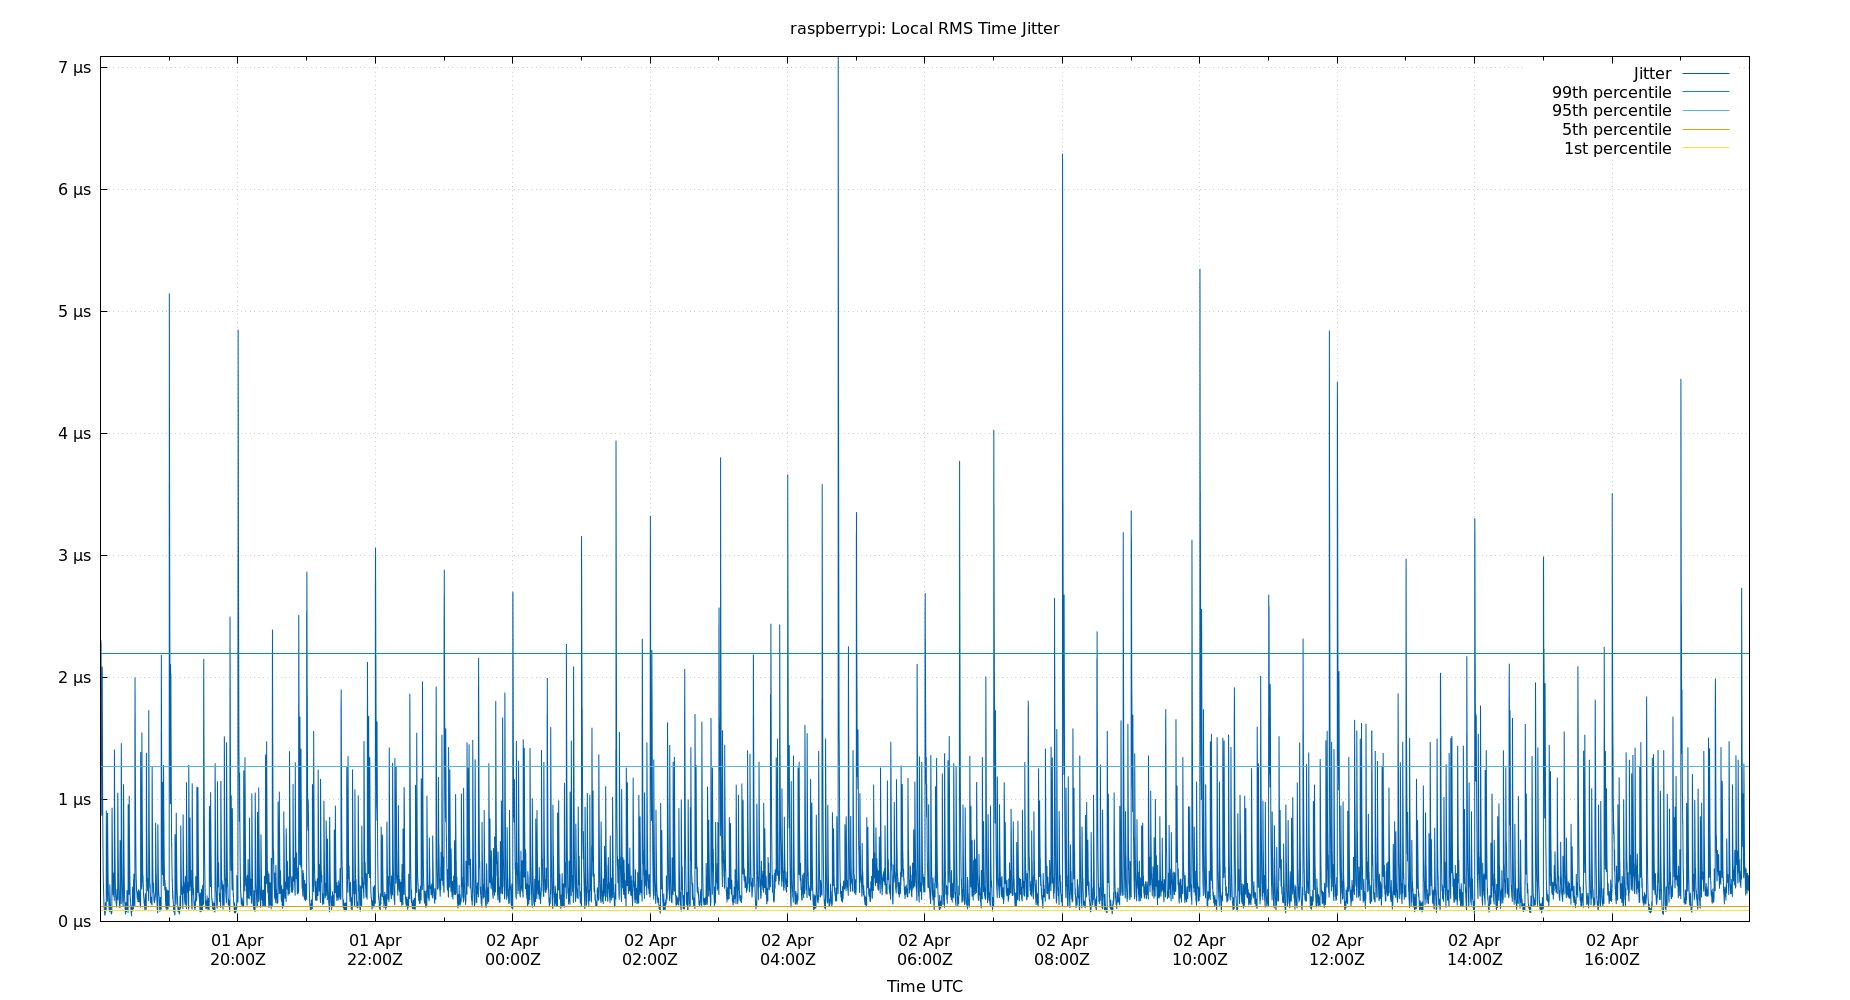 raspberrypi: Local RMS Time Jitter
7 µs
6 µs
5 µs
4 µs
3 µs
2 µs
1 µs
0 µs
Jitter
99th percentile
95th percentile
5th percentile
1st percentile
01 Apr
20:00Z
01 Apr
22:00Z
02 Apr
00:00Z
02 Apr
02:00Z
02 Apr
04:00Z
02 Apr
06:00Z
02 Apr
08:00Z
02 Apr
10:00Z
02 Apr
12:00Z
02 Apr
14:00Z
02 Apr
16:00Z
Time UTC